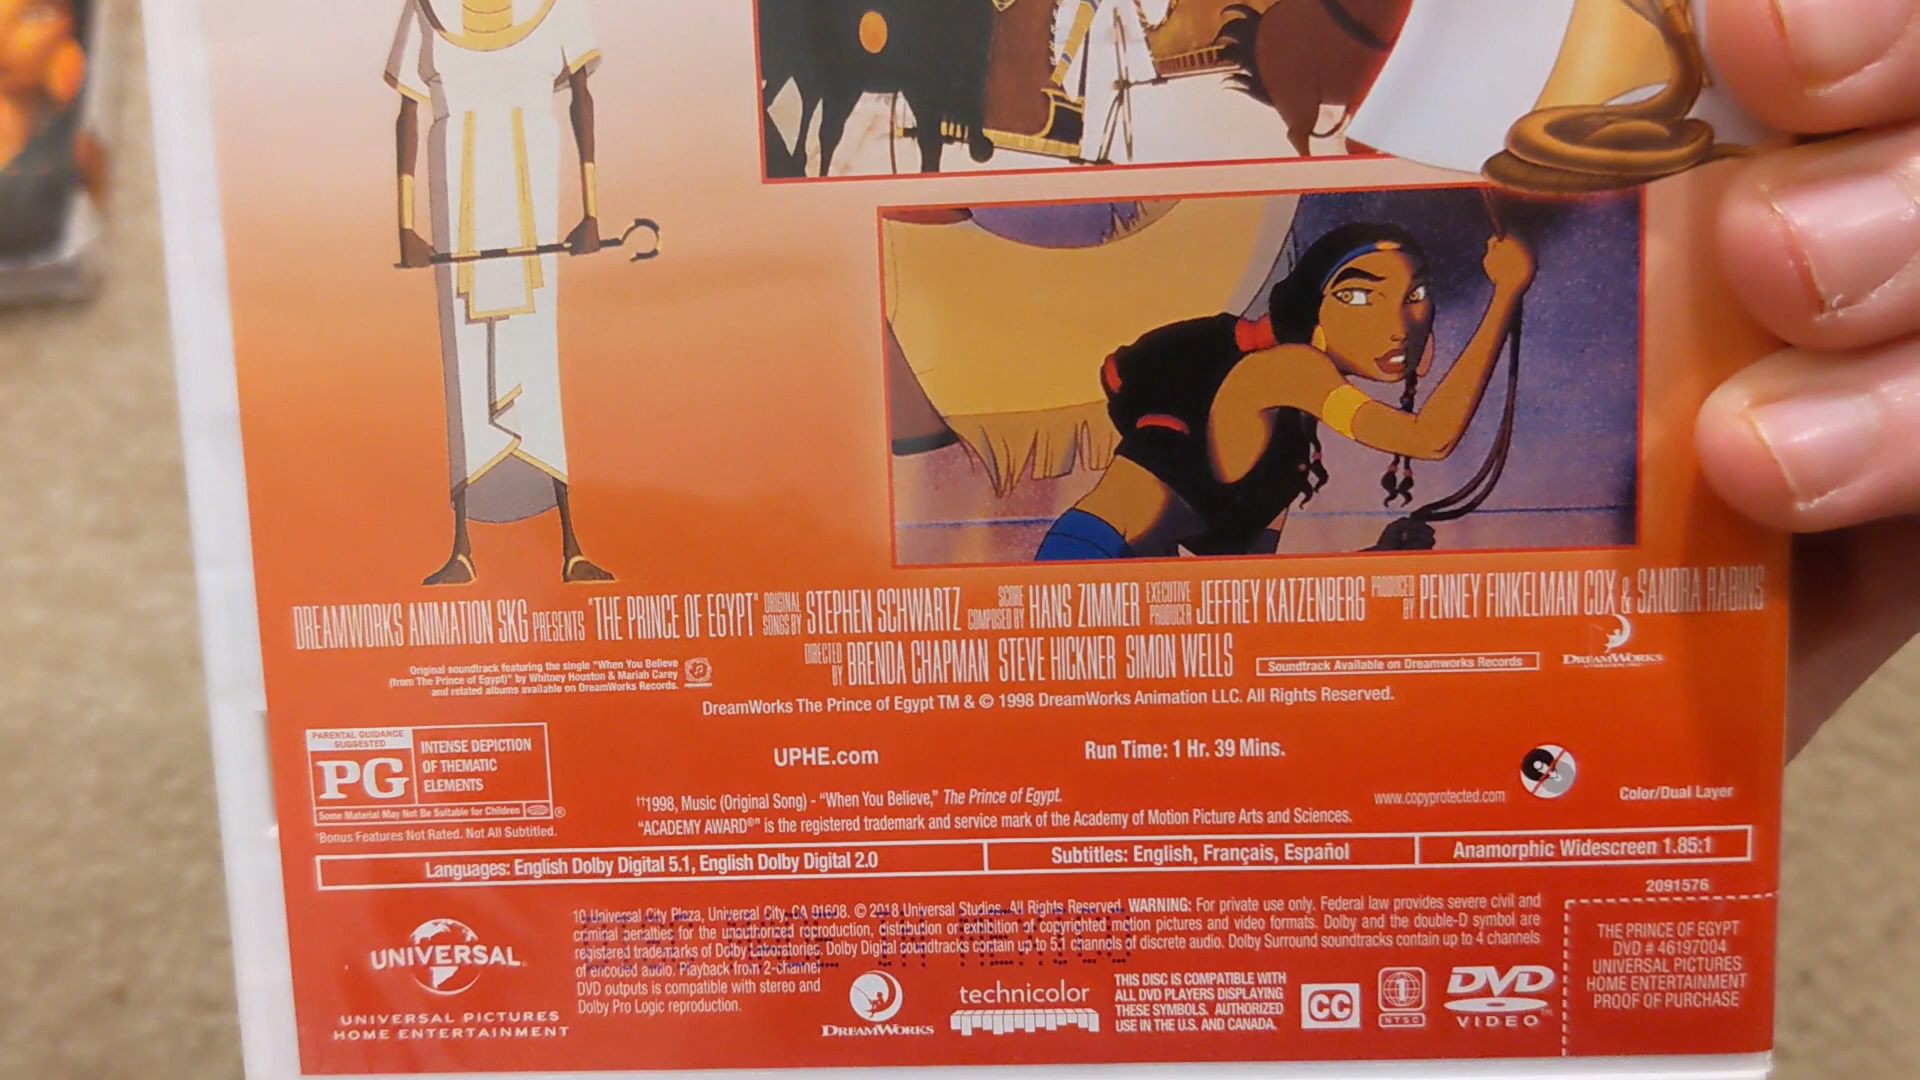 DREAMWORKS ANIMATION SKG PRESENTS "THE PRINCE OF EGYPT" ORIGINAL SONGS BY STEPHEN SCHWARTZ SCORE COMPOSED BY HANS ZIMMER EXECUTIVE PRODUCER JEFFREY KATZENBERG PRODUCED BY PENNEY FINKELMAN COX & SANDRA RABINS
DIRECTED BY BRENDA CHAPMAN STEVE HICKNER SIMON WELLS
Original soundtrack featuring the single "When You Believe
(from The Prince of Egypt)" by Whitney Houston & Mariah Carey
and related albums available on DreamWorks Records.
Soundtrack Available on Dreamworks Records
DREAMWORKS
DreamWorks The Prince of Egypt TM & © 1998 DreamWorks Animation LLC. All Rights Reserved.
PARENTAL GUIDANCE SUGGESTED
PG
INTENSE DEPICTION
OF THEMATIC
ELEMENTS
Some Material May Not Be Suitable for Children ®
UPHE.com
Run Time: 1 Hr. 39 Mins.
††1998, Music (Original Song) - "When You Believe," The Prince of Egypt.
"ACADEMY AWARD®" is the registered trademark and service mark of the Academy of Motion Picture Arts and Sciences.
www.copyprotected.com
Color/Dual Layer
*Bonus Features Not Rated. Not All Subtitled.
Languages: English Dolby Digital 5.1, English Dolby Digital 2.0
Subtitles: English, Français, Español
Anamorphic Widescreen 1.85:1
2091576
UNIVERSAL
UNIVERSAL PICTURES
HOME ENTERTAINMENT
10 Universal City Plaza, Universal City, CA 91608. © 2018 Universal Studios. All Rights Reserved. WARNING: For private use only. Federal law provides severe civil and
criminal penalties for the unauthorized reproduction, distribution or exhibition of copyrighted motion pictures and video formats. Dolby and the double-D symbol are
registered trademarks of Dolby Laboratories. Dolby Digital soundtracks contain up to 5.1 channels of discrete audio. Dolby Surround soundtracks contain up to 4 channels
of encoded audio. Playback from 2-channel
DVD outputs is compatible with stereo and
Dolby Pro Logic reproduction.
DREAMWORKS
technicolor
THIS DISC IS COMPATIBLE WITH
ALL DVD PLAYERS DISPLAYING
THESE SYMBOLS. AUTHORIZED
USE IN THE U.S. AND CANADA.
CC
1
NTSC
DVD
VIDEO™
THE PRINCE OF EGYPT
DVD # 46197004
UNIVERSAL PICTURES
HOME ENTERTAINMENT
PROOF OF PURCHASE